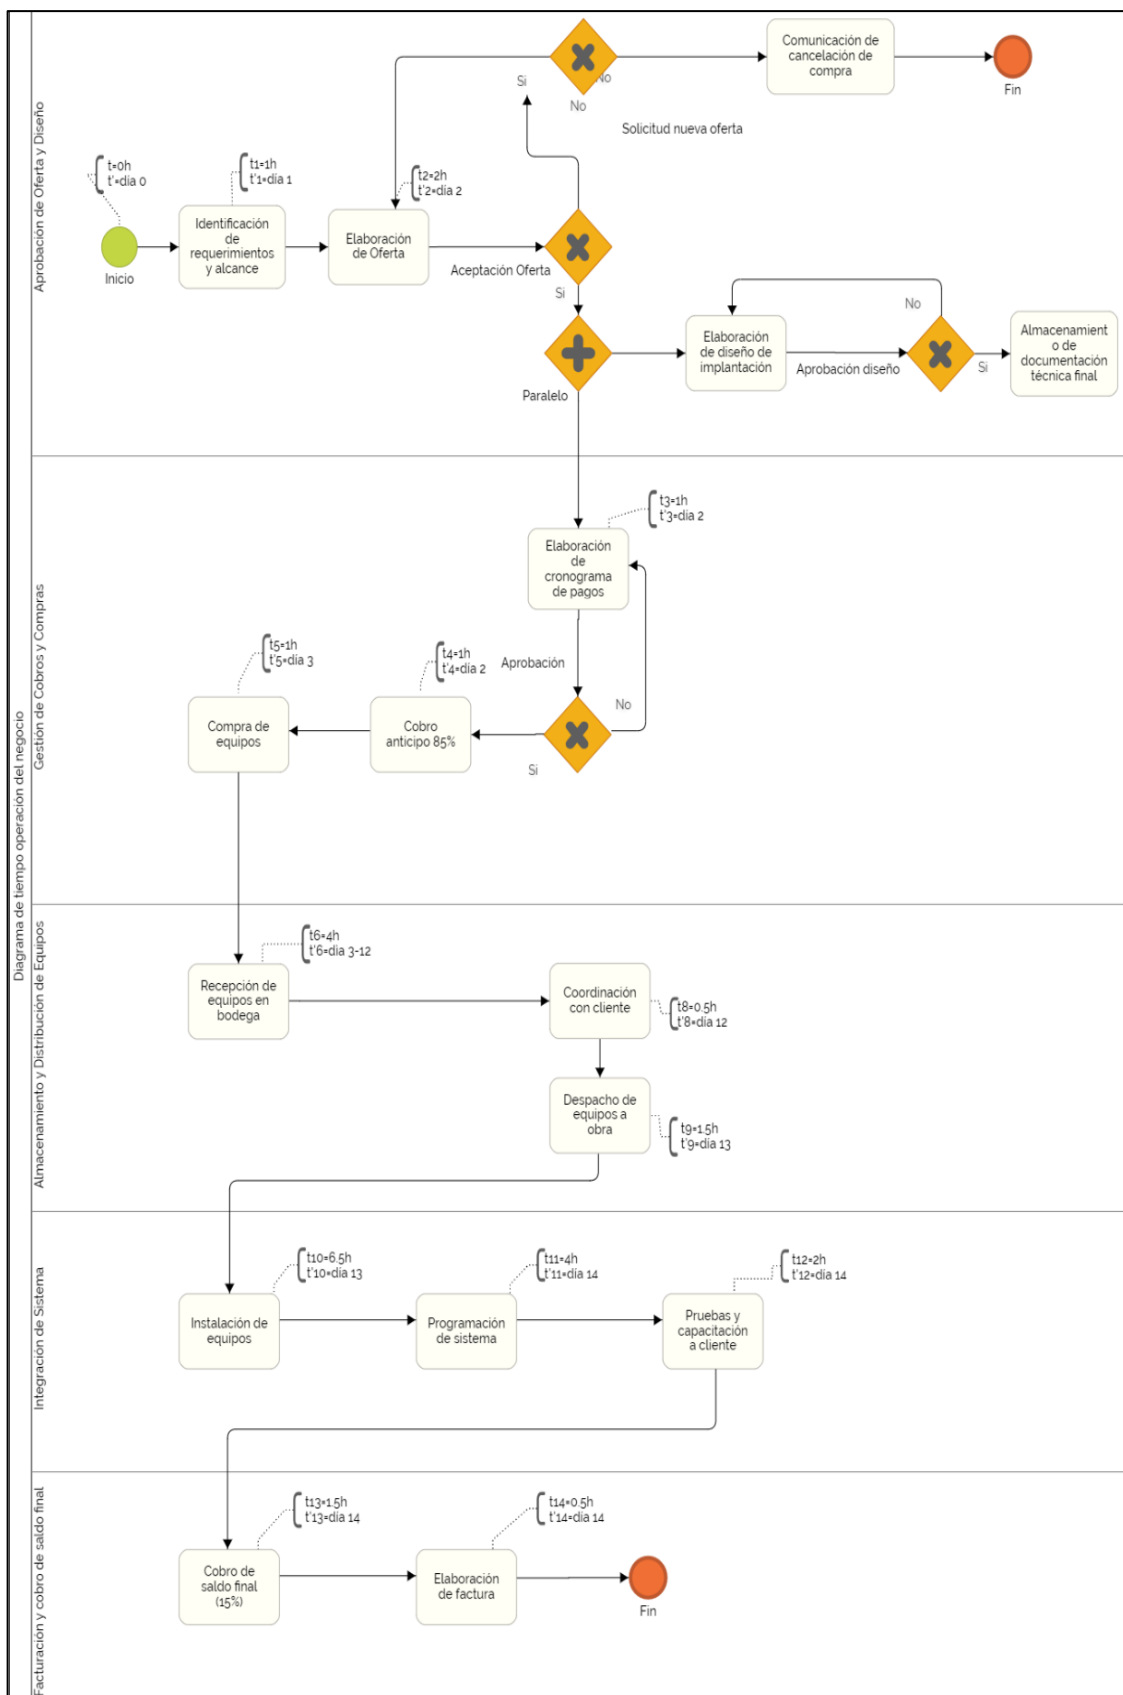 Diagrama de tiempo operación del negocio
Aprobación de Oferta y Diseño
Comunicación de
cancelación de
compra
Fin
Si
No
No
Solicitud nueva oferta
t=0h
t'=día 0
t1=1h
t'1=día 1
t2=2h
t'2=día 2
Inicio
Identificación
de
requerimientos
y alcance
Elaboración
de Oferta
Aceptación Oferta
Si
Paralelo
Elaboración
de diseño de
implantación
Aprobación diseño
No
Si
Almacenamient
o de
documentación
técnica final
Gestión de Cobros y Compras
t3=1h
t'3=día 2
Elaboración
de
cronograma
de pagos
Aprobación
No
Si
t4=1h
t'4=día 2
Cobro
anticipo 85%
t5=1h
t'5=día 3
Compra de
equipos
Almacenamiento y Distribución de Equipos
t6=4h
t'6=día 3-12
Recepción de
equipos en
bodega
Coordinación
con cliente
t8=0.5h
t'8=día 12
Despacho de
equipos a
obra
t9=1.5h
t'9=día 13
Integración de Sistema
t10=6.5h
t'10=día 13
Instalación de
equipos
t11=4h
t'11=día 14
Programación
de sistema
t12=2h
t'12=día 14
Pruebas y
capacitación
a cliente
Facturación y cobro de saldo final
t13=1.5h
t'13=día 14
Cobro de
saldo final
(15%)
t14=0.5h
t'14=día 14
Elaboración
de factura
Fin